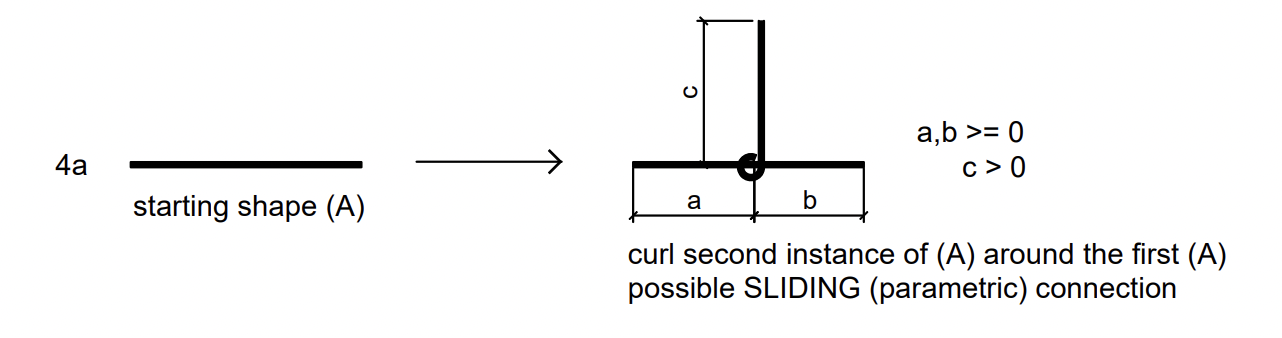 4a
starting shape (A)
c
a
b
a,b >= 0
c > 0
curl second instance of (A) around the first (A)
possible SLIDING (parametric) connection